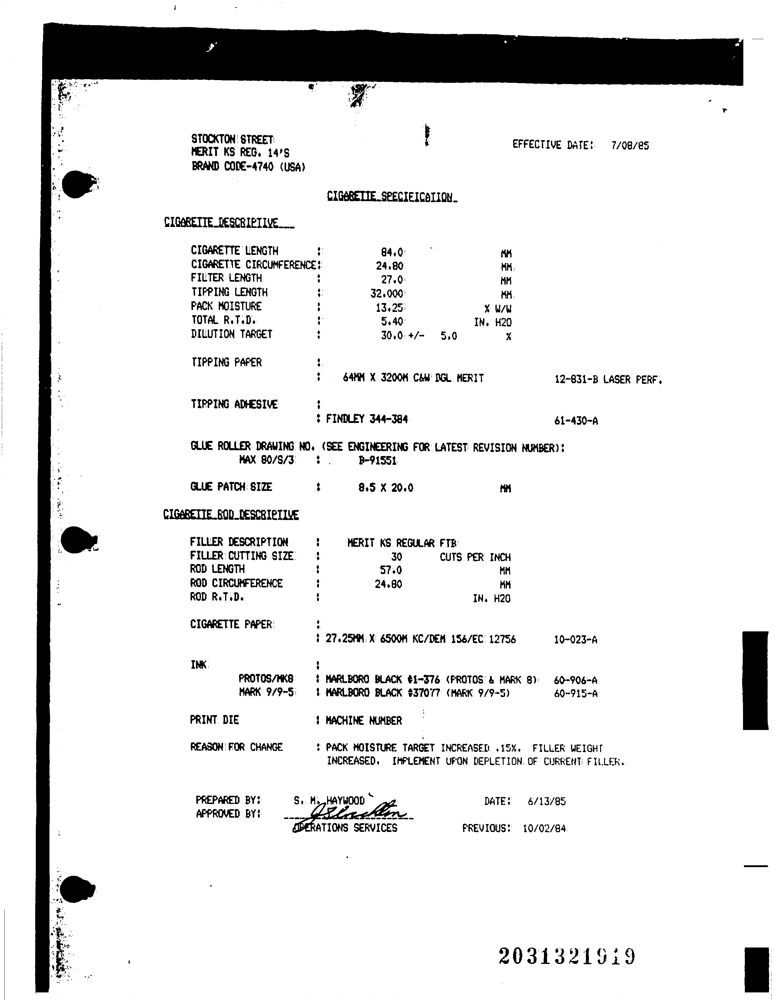 STOCKTON STREET
MERIT KS REG. 14'S
BRAND CODE-4740 (USA)
EFFECTIVE DATE: 7/08/85
CIGARETTE SPECIFICATION
CIGARETTE DESCRIPTIVE
CIGARETTE LENGTH : 84.0 MM
CIGARETTE CIRCUMFERENCE: 24.80 MM
FILTER LENGTH : 27.0 MM
TIPPING LENGTH : 32.000 MM
PACK MOISTURE : 13.25 % W/W
TOTAL R.T.D. : 5.40 IN. H2O
DILUTION TARGET : 30.0 +/- 5.0 %
TIPPING PAPER :
: 64MM X 3200M C&W DGL MERIT 12-831-B LASER PERF.
TIPPING ADHESIVE :
: FINDLEY 344-384 61-430-A
GLUE ROLLER DRAWING NO. (SEE ENGINEERING FOR LATEST REVISION NUMBER):
MAX 80/S/3 : B-91551
GLUE PATCH SIZE : 8.5 X 20.0 MM
CIGARETTE ROD DESCRIPTIVE
FILLER DESCRIPTION : MERIT KS REGULAR FTB
FILLER CUTTING SIZE : 30 CUTS PER INCH
ROD LENGTH : 57.0 MM
ROD CIRCUMFERENCE : 24.80 MM
ROD R.T.D. : IN. H2O
CIGARETTE PAPER :
: 27.25MM X 6500M KC/DEM 156/EC 12756 10-023-A
INK :
PROTOS/MK8 : MARLBORO BLACK #1-376 (PROTOS & MARK 8) 60-906-A
MARK 9/9-5 : MARLBORO BLACK #37077 (MARK 9/9-5) 60-915-A
PRINT DIE : MACHINE NUMBER
REASON FOR CHANGE : PACK MOISTURE TARGET INCREASED .15%. FILLER WEIGHT
INCREASED. IMPLEMENT UPON DEPLETION OF CURRENT FILLER.
PREPARED BY: S. M. HAYWOOD DATE: 6/13/85
APPROVED BY:
OPERATIONS SERVICES PREVIOUS: 10/02/84
2031321919